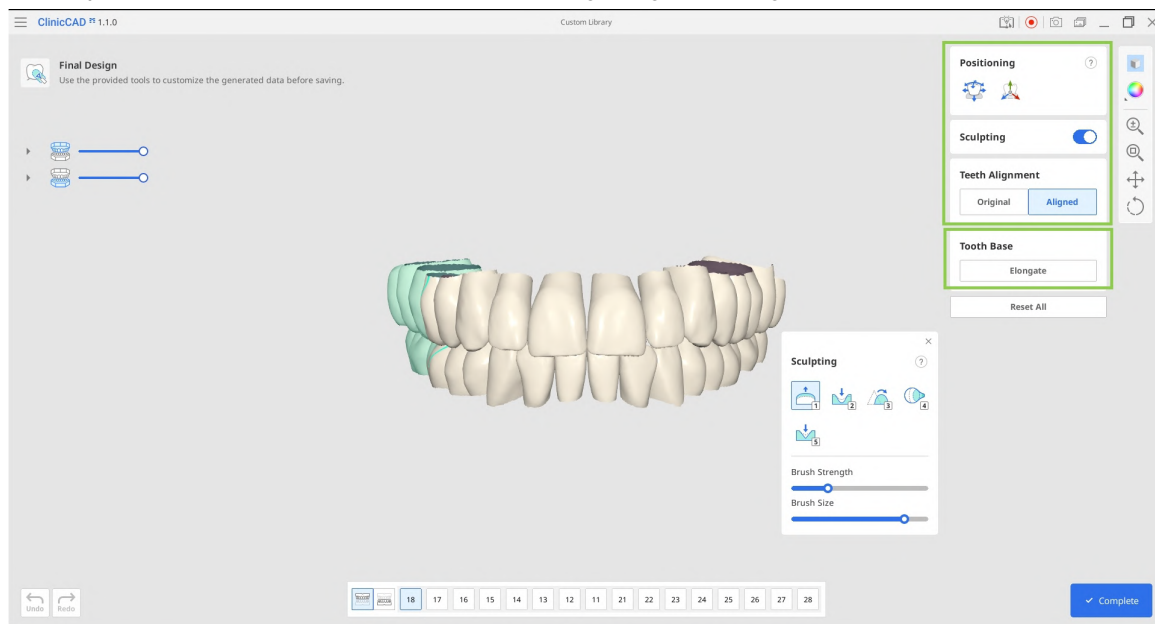 ClinicCAD 1.1.0
Custom Library
Final Design
Use the provided tools to customize the generated data before saving.
Positioning
?
Sculpting
Teeth Alignment
Original Aligned
Tooth Base
Elongate
Reset All
Sculpting
?
1 2 3 4
5
Brush Strength
Brush Size
Undo Redo
18 17 16 15 14 13 12 11 21 22 23 24 25 26 27 28
Complete